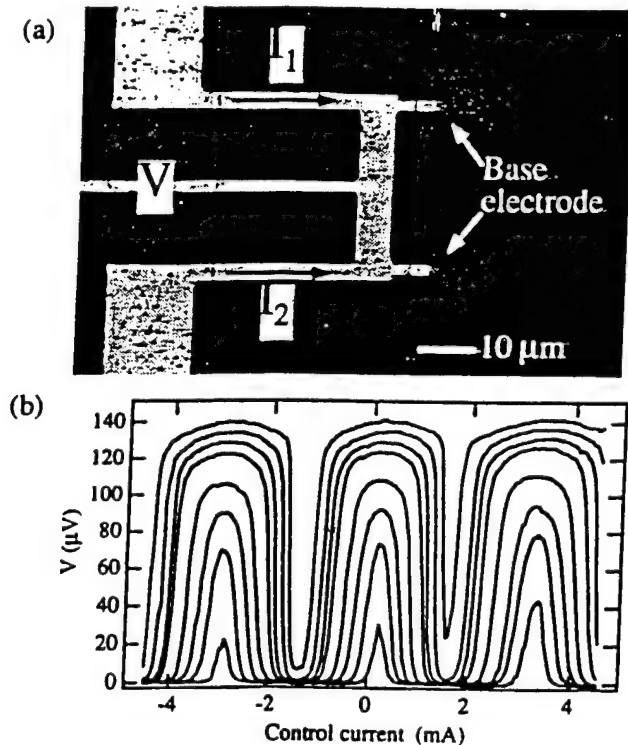 (a)
I1
V
Base
electrode
I2
10 µm
(b)
140
120
100
80
60
40
20
0
V (µV)
-4
-2
0
2
4
Control current (mA)